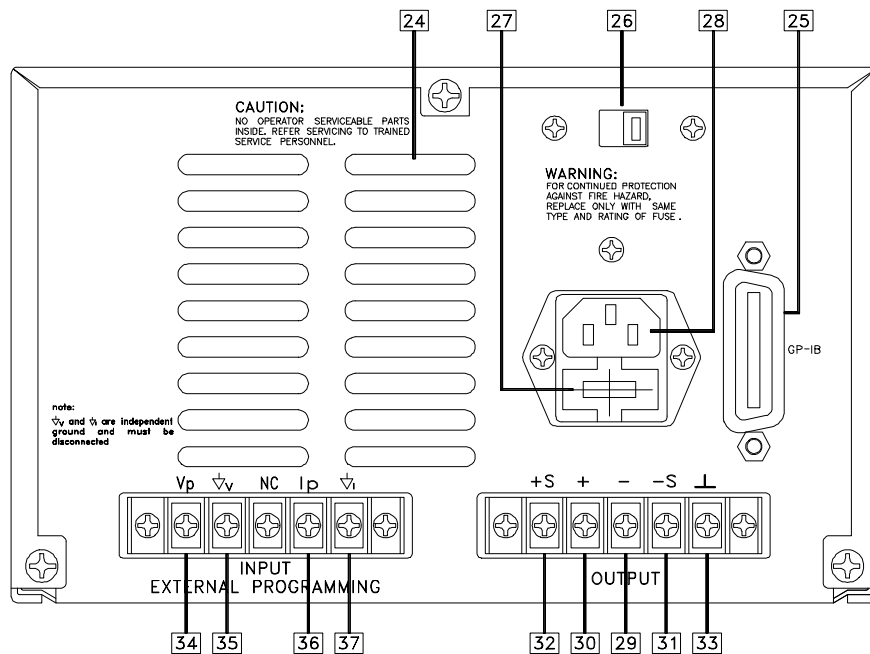 24
27
26
28
25
CAUTION:
NO OPERATOR SERVICEABLE PARTS
INSIDE. REFER SERVICING TO TRAINED
SERVICE PERSONNEL.
WARNING:
FOR CONTINUED PROTECTION
AGAINST FIRE HAZARD,
REPLACE ONLY WITH SAME
TYPE AND RATING OF FUSE.
GP-IB
note:
V and I are independent
ground and must be
disconnected
Vp V NC Ip I
+S + - -S ⊥
INPUT
EXTERNAL PROGRAMMING
OUTPUT
34 35 36 37
32 30 29 31 33